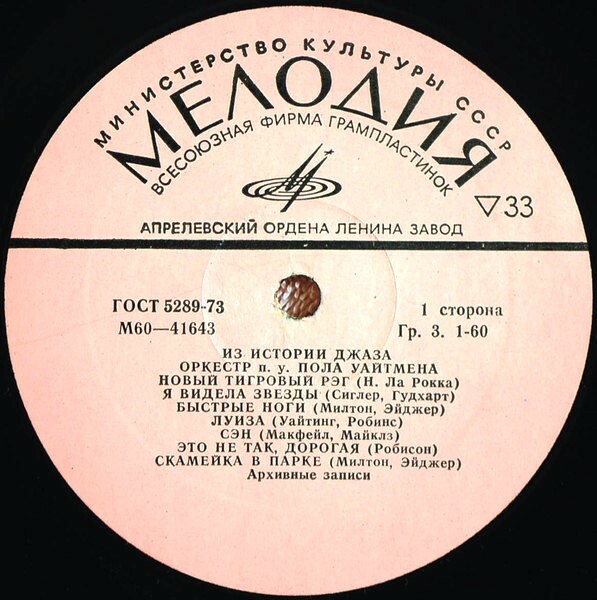 МИНИСТЕРСТВО КУЛЬТУРЫ СССР
МЕЛОДИЯ
ВСЕСОЮЗНАЯ ФИРМА ГРАМПЛАСТИНОК
▽33
АПРЕЛЕВСКИЙ ОРДЕНА ЛЕНИНА ЗАВОД
ГОСТ 5289-73
1 сторона
М60—41643
Гр. 3. 1-60
ИЗ ИСТОРИИ ДЖАЗА
ОРКЕСТР п. у. ПОЛА УАЙТМЕНА
НОВЫЙ ТИГРОВЫЙ РЭГ (Н. Ла Рокка)
Я ВИДЕЛА ЗВЕЗДЫ (Сиглер, Гудхарт)
БЫСТРЫЕ НОГИ (Милтон, Эйджер)
ЛУИЗА (Уайтинг, Робинс)
СЭН (Макфейл, Майклз)
ЭТО НЕ ТАК, ДОРОГАЯ (Робисон)
СКАМЕЙКА В ПАРКЕ (Милтон, Эйджер)
Архивные записи